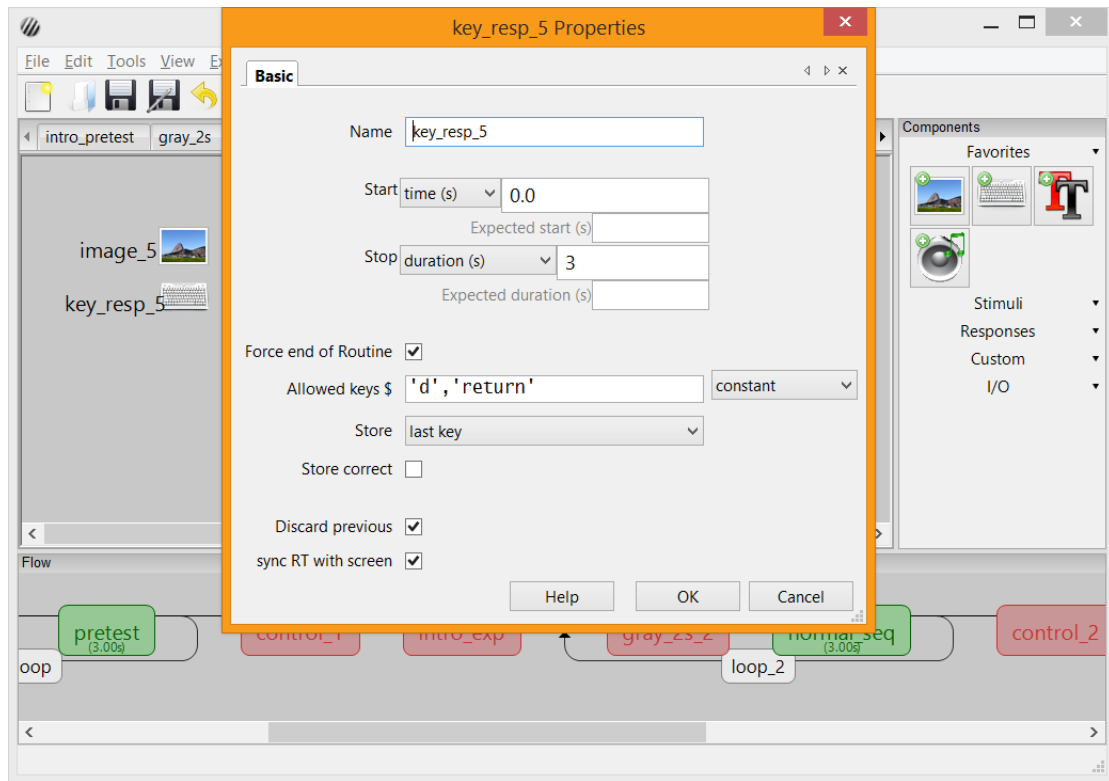 key_resp_5 Properties
File Edit Tools View
Basic
intro_pretest gray_2s
Name key_resp_5
Start time (s) 0.0
Expected start (s)
Stop duration (s) 3
Expected duration (s)
Force end of Routine
Allowed keys $ 'd','return' constant
Store last key
Store correct
Discard previous
sync RT with screen
Help OK Cancel
image_5
key_resp_5
Components
Favorites
Stimuli
Responses
Custom
I/O
Flow
pretest
(3.00s)
control_1 intro_exp gray_2s_2 normal_seq
(3.00s)
control_2
oop
loop_2